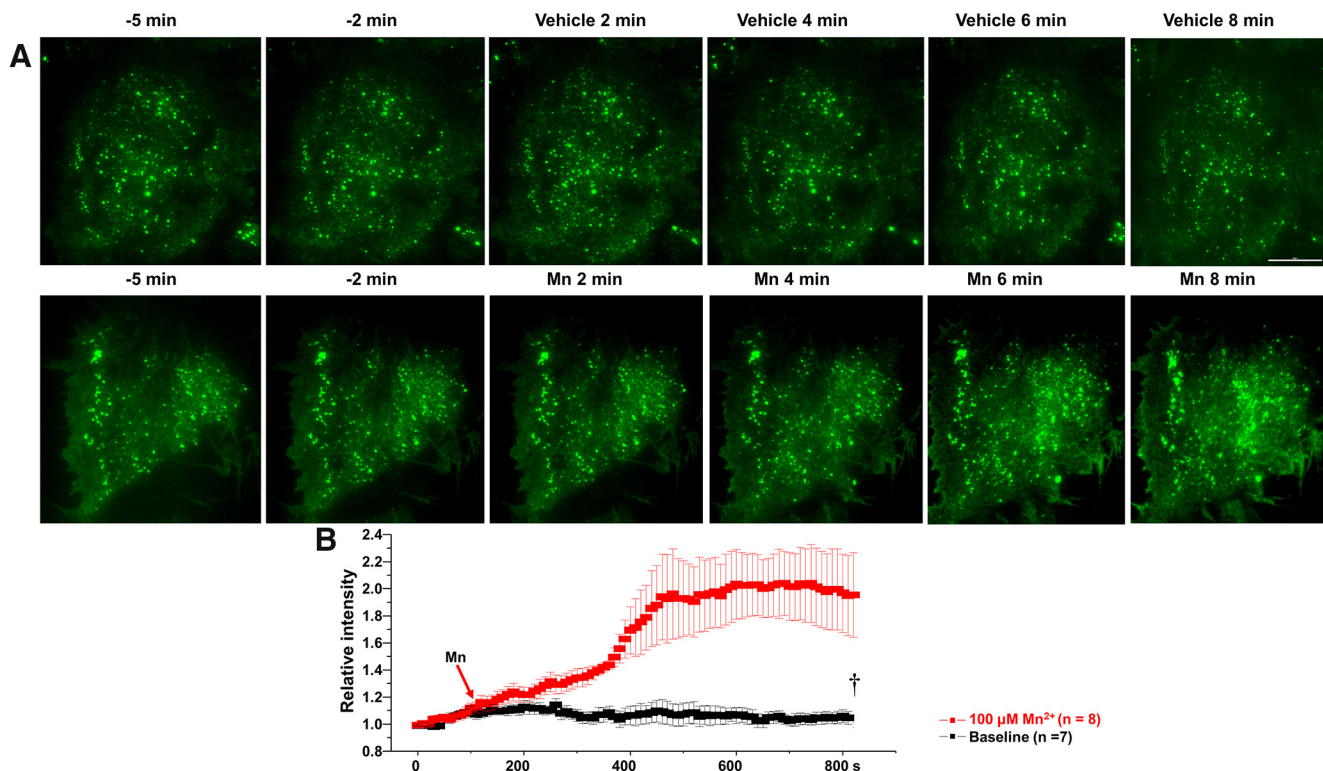 -5 min -2 min Vehicle 2 min Vehicle 4 min Vehicle 6 min Vehicle 8 min
A
-5 min -2 min Mn 2 min Mn 4 min Mn 6 min Mn 8 min
B
Relative intensity
2.4
2.2
2.0
1.8
1.6
1.4
1.2
1.0
0.8
Mn
†
0 200 400 600 800 s
100 µM Mn²⁺ (n = 8)
Baseline (n =7)